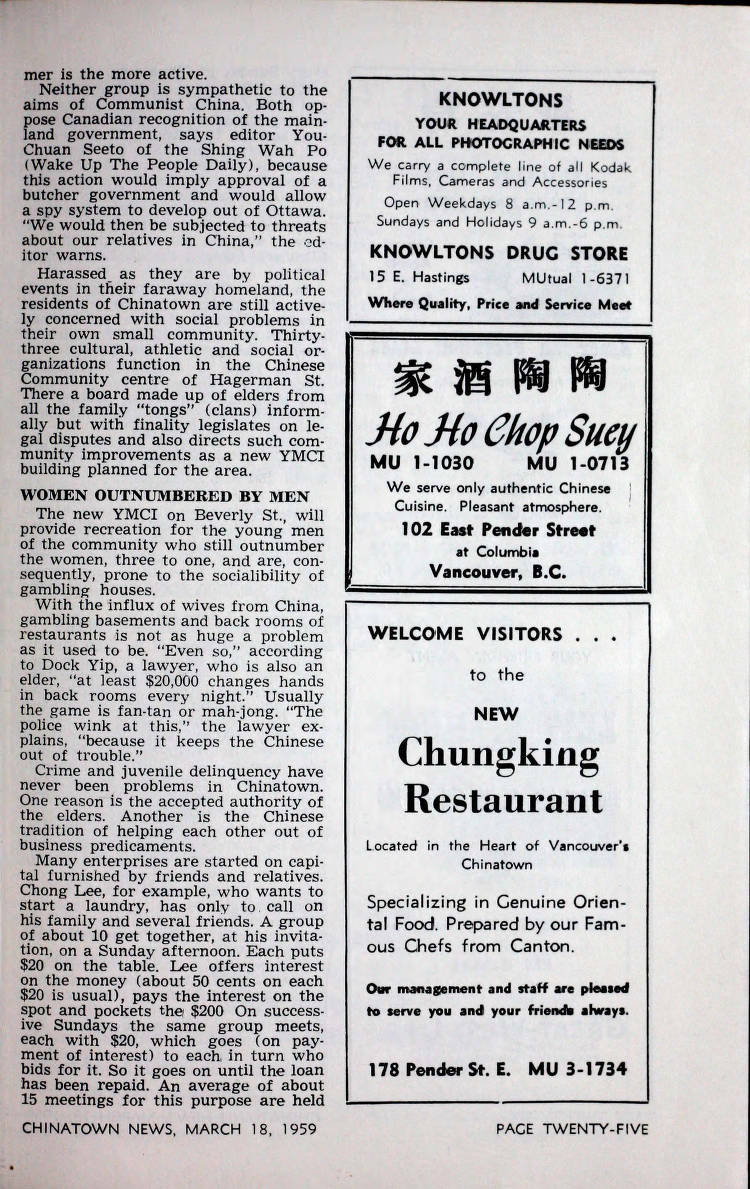 mer is the more active.
Neither group is sympathetic to the
aims of Communist China. Both op-
pose Canadian recognition of the main-
land government, says editor You-
Chuan Seeto of the Shing Wah Po
(Wake Up The People Daily), because
this action would imply approval of a
butcher government and would allow
a spy system to develop out of Ottawa.
"We would then be subjected to threats
about our relatives in China," the ed-
itor warns.
Harassed as they are by political
events in their faraway homeland, the
residents of Chinatown are still active-
ly concerned with social problems in
their own small community. Thirty-
three cultural, athletic and social or-
ganizations function in the Chinese
Community centre of Hagerman St.
There a board made up of elders from
all the family "tongs" (clans) inform-
ally but with finality legislates on le-
gal disputes and also directs such com-
munity improvements as a new YMCI
building planned for the area.
WOMEN OUTNUMBERED BY MEN
The new YMCI on Beverly St., will
provide recreation for the young men
of the community who still outnumber
the women, three to one, and are, con-
sequently, prone to the socialibility of
gambling houses.
With the influx of wives from China,
gambling basements and back rooms of
restaurants is not as huge a problem
as it used to be. "Even so," according
to Dock Yip, a lawyer, who is also an
elder, "at least $20,000 changes hands
in back rooms every night." Usually
the game is fan-tan or mah-jong. "The
police wink at this," the lawyer ex-
plains, "because it keeps the Chinese
out of trouble."
Crime and juvenile delinquency have
never been problems in Chinatown.
One reason is the accepted authority of
the elders. Another is the Chinese
tradition of helping each other out of
business predicaments.
Many enterprises are started on capi-
tal furnished by friends and relatives.
Chong Lee, for example, who wants to
start a laundry, has only to call on
his family and several friends. A group
of about 10 get together, at his invita-
tion, on a Sunday afternoon. Each puts
$20 on the table. Lee offers interest
on the money (about 50 cents on each
$20 is usual), pays the interest on the
spot and pockets the $200 On success-
ive Sundays the same group meets,
each with $20, which goes (on pay-
ment of interest) to each in turn who
bids for it. So it goes on until the loan
has been repaid. An average of about
15 meetings for this purpose are held
KNOWLTONS
YOUR HEADQUARTERS
FOR ALL PHOTOGRAPHIC NEEDS
We carry a complete line of all Kodak
Films, Cameras and Accessories
Open Weekdays 8 a.m.-12 p.m.
Sundays and Holidays 9 a.m.-6 p.m.
KNOWLTONS DRUG STORE
15 E. Hastings MUtual 1-6371
Where Quality, Price and Service Meet
家酒陶陶
Ho Ho Chop Suey
MU 1-1030 MU 1-0713
We serve only authentic Chinese
Cuisine. Pleasant atmosphere.
102 East Pender Street
at Columbia
Vancouver, B.C.
WELCOME VISITORS . . .
to the
NEW
Chungking
Restaurant
Located in the Heart of Vancouver's
Chinatown
Specializing in Genuine Orien-
tal Food. Prepared by our Fam-
ous Chefs from Canton.
Our management and staff are pleased
to serve you and your friends always.
178 Pender St. E. MU 3-1734
CHINATOWN NEWS, MARCH 18, 1959 PAGE TWENTY-FIVE